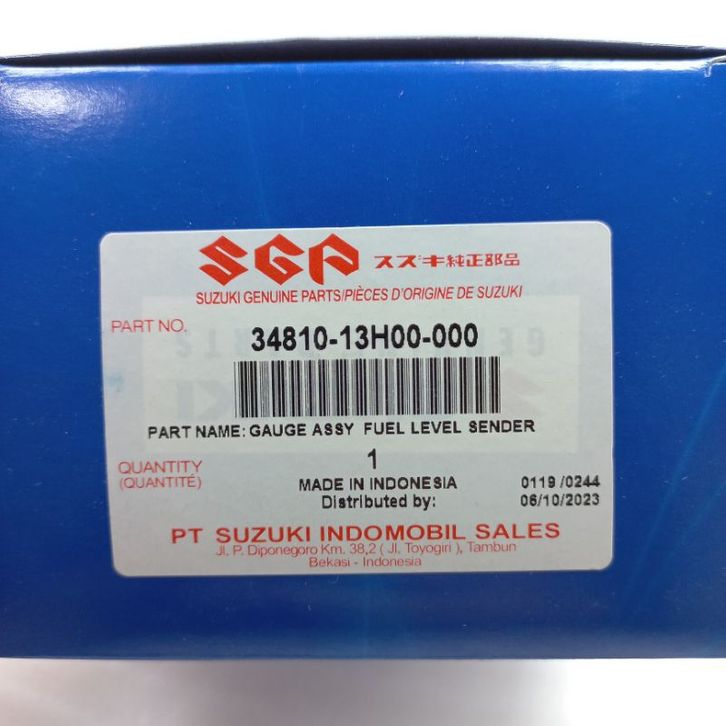 SGP スズキ純正部品
SUZUKI GENUINE PARTS/PIÈCES D'ORIGINE DE SUZUKI
PART NO. 34810-13H00-000
PART NAME: GAUGE ASSY FUEL LEVEL SENDER
QUANTITY 1
(QUANTITÉ) MADE IN INDONESIA 0119 /0244
Distributed by: 06/10/2023
PT SUZUKI INDOMOBIL SALES
Jl. P. Diponegoro Km. 38,2 ( Jl. Toyogiri ), Tambun
Bekasi - Indonesia